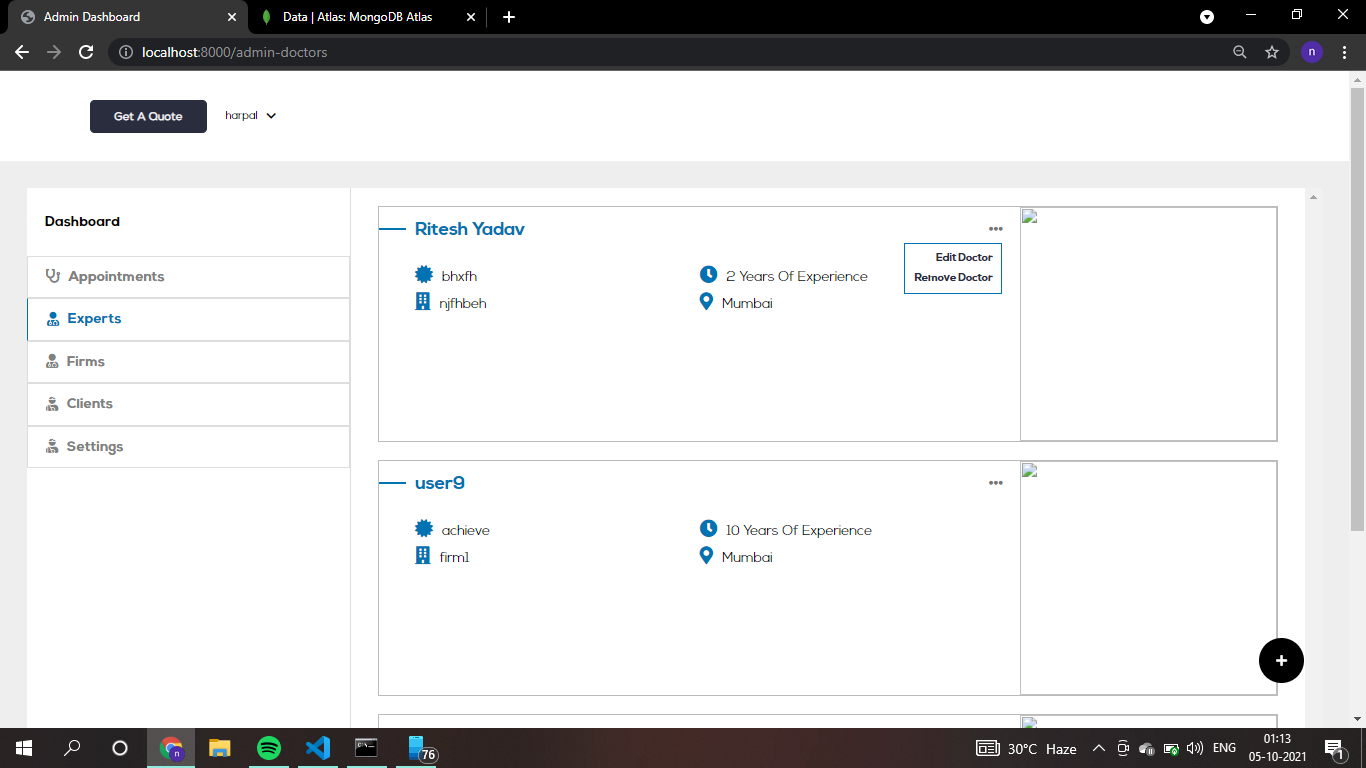 Admin Dashboard
Data | Atlas: MongoDB Atlas
localhost:8000/admin-doctors
n
Get A Quote
harpal
Dashboard
Appointments
Experts
Firms
Clients
Settings
Ritesh Yadav
Edit Doctor
Remove Doctor
bhxfh
2 Years Of Experience
njfhbeh
Mumbai
user9
achieve
10 Years Of Experience
firm1
Mumbai
+
n
76
30°C Haze
ENG
01:13
05-10-2021
1